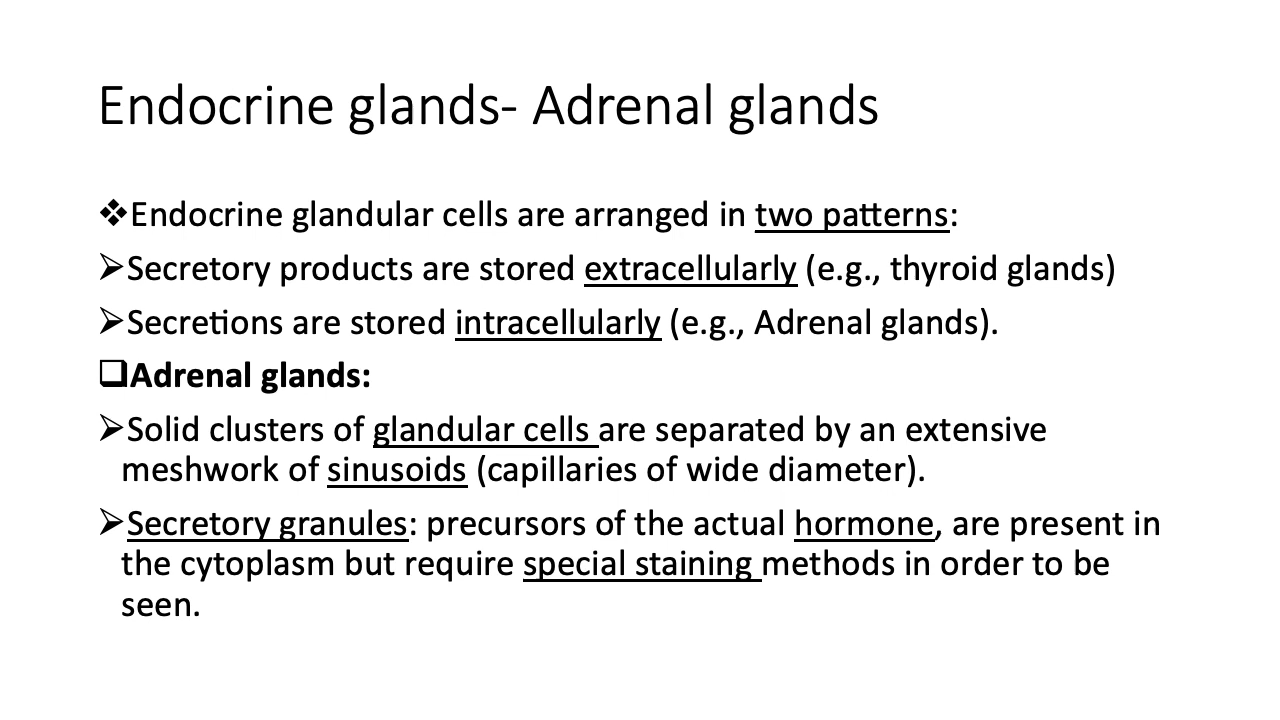 Endocrine glands- Adrenal glands
❖Endocrine glandular cells are arranged in two patterns:
➢Secretory products are stored extracellularly (e.g., thyroid glands)
➢Secretions are stored intracellularly (e.g., Adrenal glands).
❑Adrenal glands:
➢Solid clusters of glandular cells are separated by an extensive
meshwork of sinusoids (capillaries of wide diameter).
➢Secretory granules: precursors of the actual hormone, are present in
the cytoplasm but require special staining methods in order to be
seen.